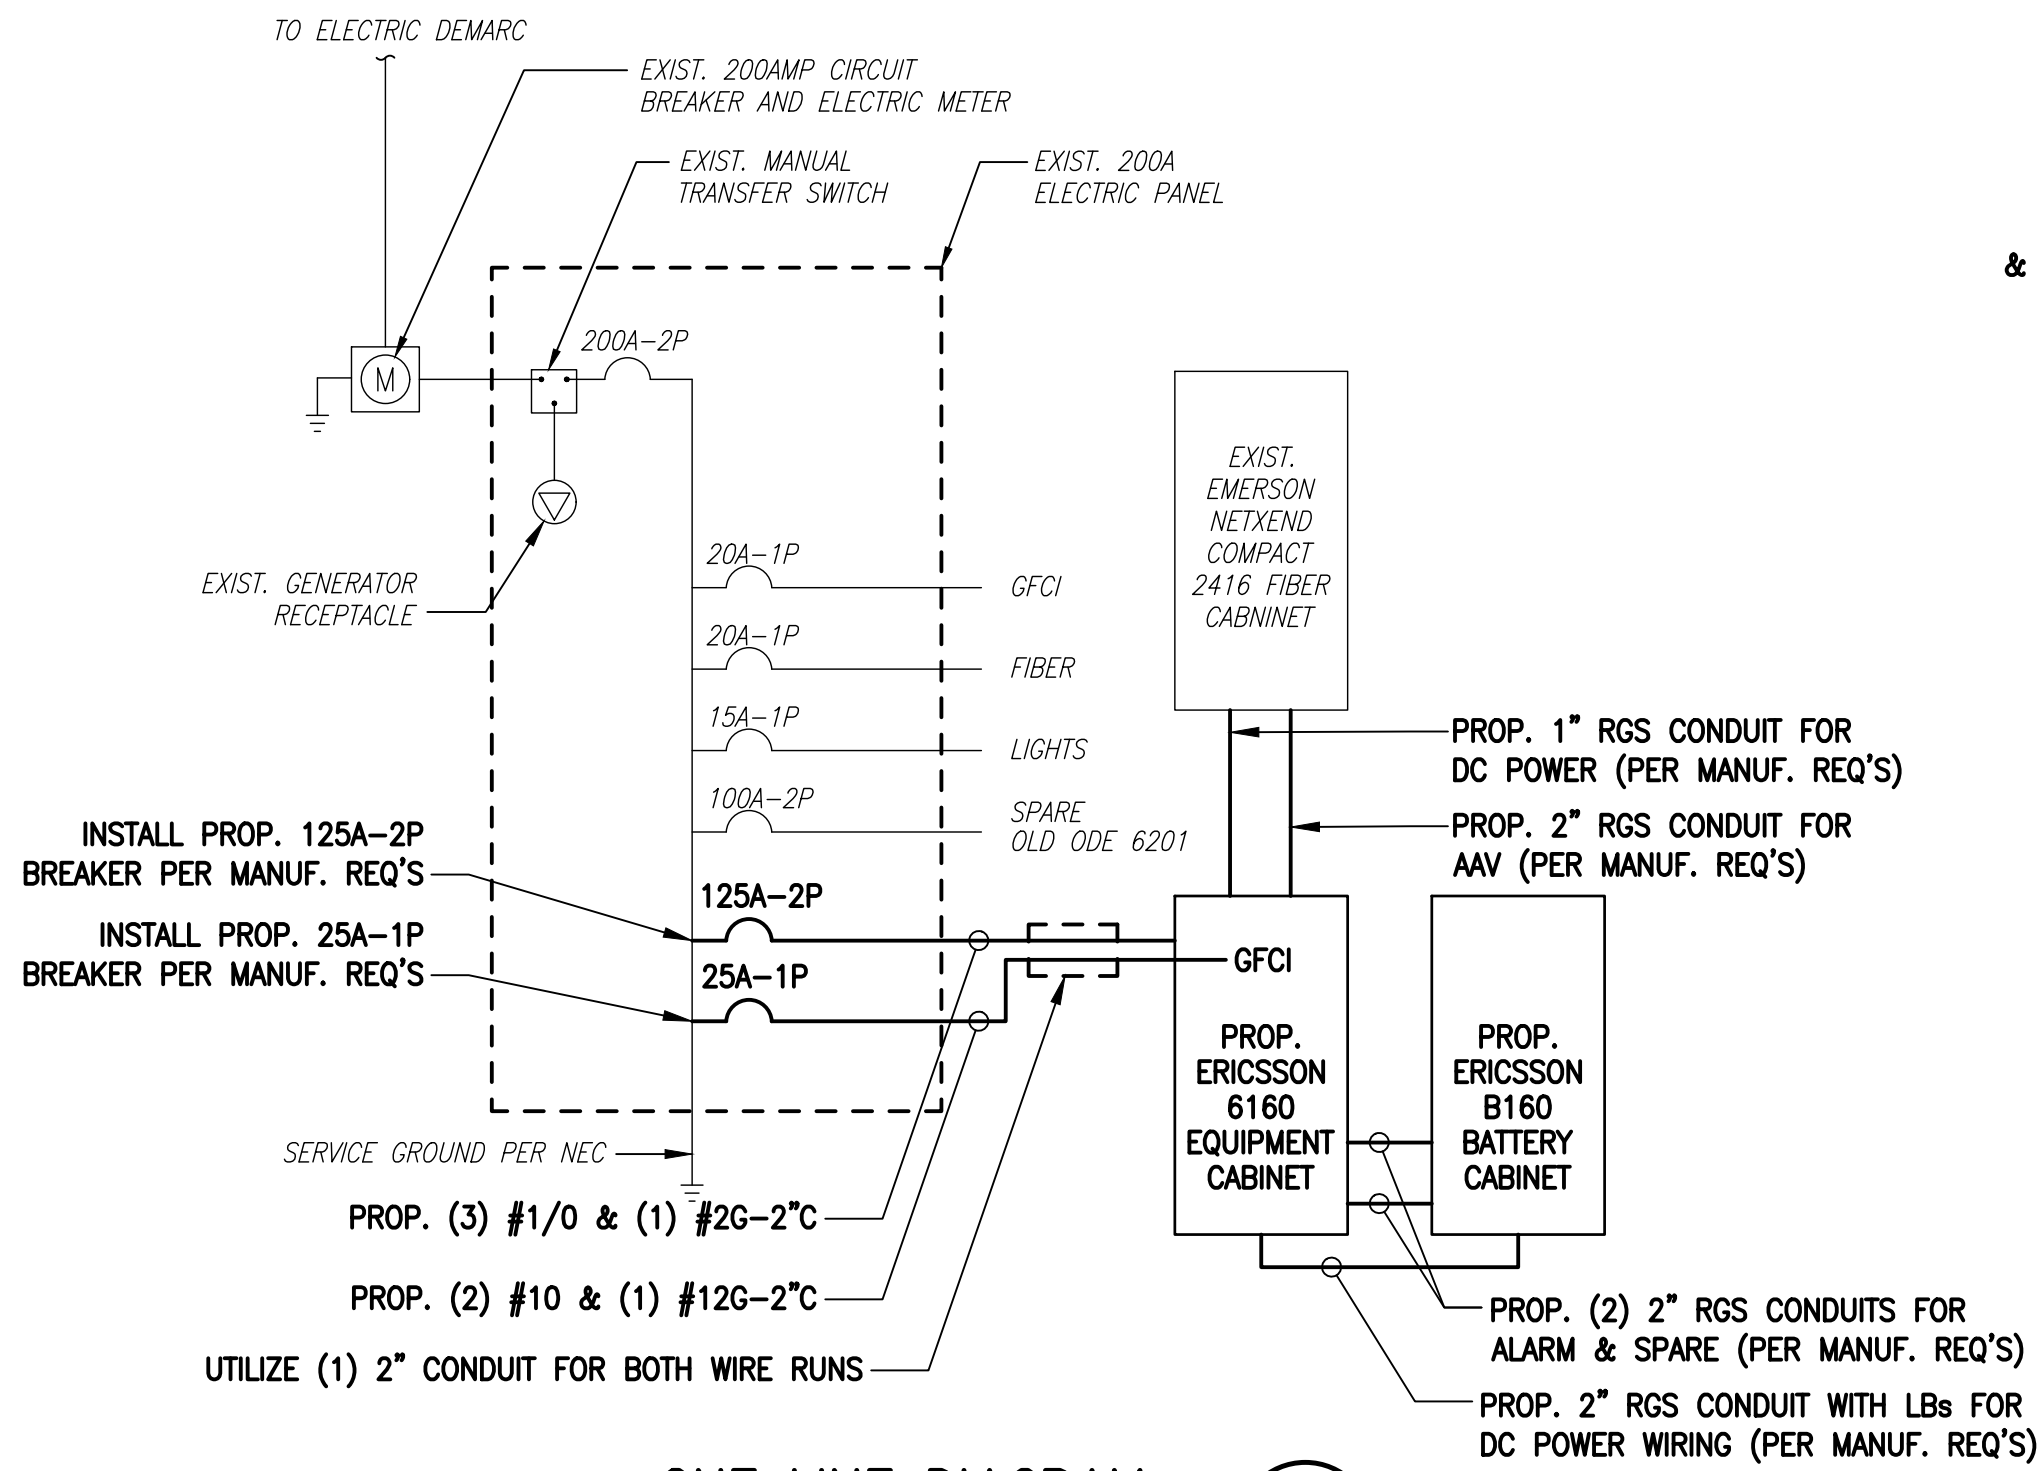 TO ELECTRIC DEMARC
EXIST. 200AMP CIRCUIT
BREAKER AND ELECTRIC METER
EXIST. MANUAL
TRANSFER SWITCH
EXIST. 200A
ELECTRIC PANEL
&
200A-2P
M
EXIST.
EMERSON
NETXEND
COMPACT
2416 FIBER
CABNINET
EXIST. GENERATOR
RECEPTACLE
20A-1P
GFCI
20A-1P
FIBER
15A-1P
LIGHTS
100A-2P
SPARE
OLD ODE 6201
PROP. 1" RGS CONDUIT FOR
DC POWER (PER MANUF. REQ'S)
PROP. 2" RGS CONDUIT FOR
AAV (PER MANUF. REQ'S)
INSTALL PROP. 125A-2P
BREAKER PER MANUF. REQ'S
125A-2P
INSTALL PROP. 25A-1P
BREAKER PER MANUF. REQ'S
25A-1P
GFCI
PROP.
ERICSSON
6160
EQUIPMENT
CABINET
PROP.
ERICSSON
B160
BATTERY
CABINET
SERVICE GROUND PER NEC
PROP. (3) #1/0 & (1) #2G-2"C
PROP. (2) #10 & (1) #12G-2"C
UTILIZE (1) 2" CONDUIT FOR BOTH WIRE RUNS
PROP. (2) 2" RGS CONDUITS FOR
ALARM & SPARE (PER MANUF. REQ'S)
PROP. 2" RGS CONDUIT WITH LBs FOR
DC POWER WIRING (PER MANUF. REQ'S)